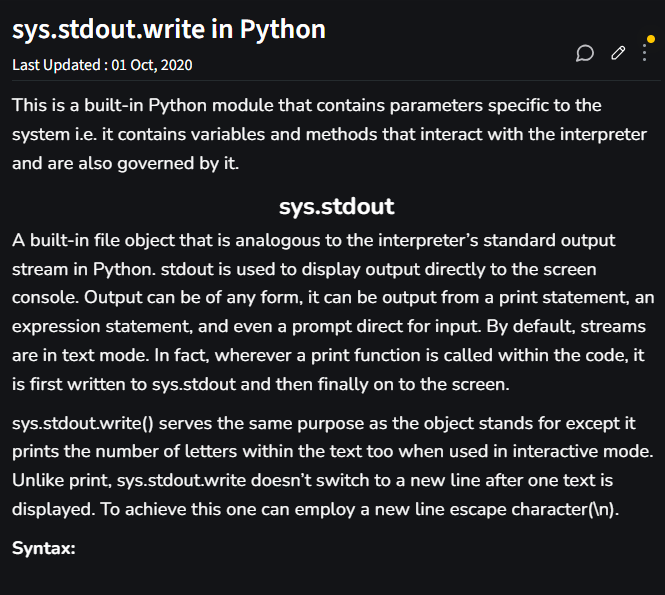 sys.stdout.write in Python
Last Updated : 01 Oct, 2020
This is a built-in Python module that contains parameters specific to the
system i.e. it contains variables and methods that interact with the interpreter
and are also governed by it.
sys.stdout
A built-in file object that is analogous to the interpreter’s standard output
stream in Python. stdout is used to display output directly to the screen
console. Output can be of any form, it can be output from a print statement, an
expression statement, and even a prompt direct for input. By default, streams
are in text mode. In fact, wherever a print function is called within the code, it
is first written to sys.stdout and then finally on to the screen.
sys.stdout.write() serves the same purpose as the object stands for except it
prints the number of letters within the text too when used in interactive mode.
Unlike print, sys.stdout.write doesn’t switch to a new line after one text is
displayed. To achieve this one can employ a new line escape character(\n).
Syntax: